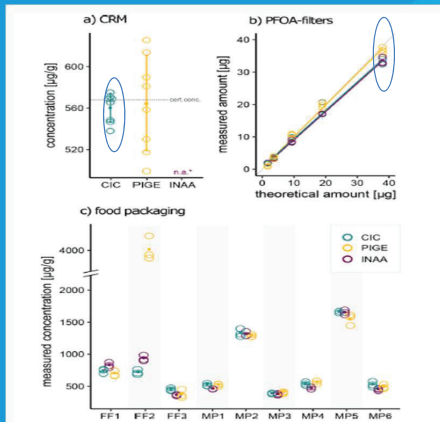 a) CRM
b) PFOA-filters
concentration [µg/g]
600
560
520
cert.conc.
n.a.*
CIC PIGE INAA
measured amount [µg]
40
30
20
10
0
0 10 20 30 40
theoretical amount [µg]
c) food packaging
measured concentration [µg/g]
4000
2000
1500
1000
500
CIC
PIGE
INAA
FF1 FF2 FF3 MP1 MP2 MP3 MP4 MP5 MP6